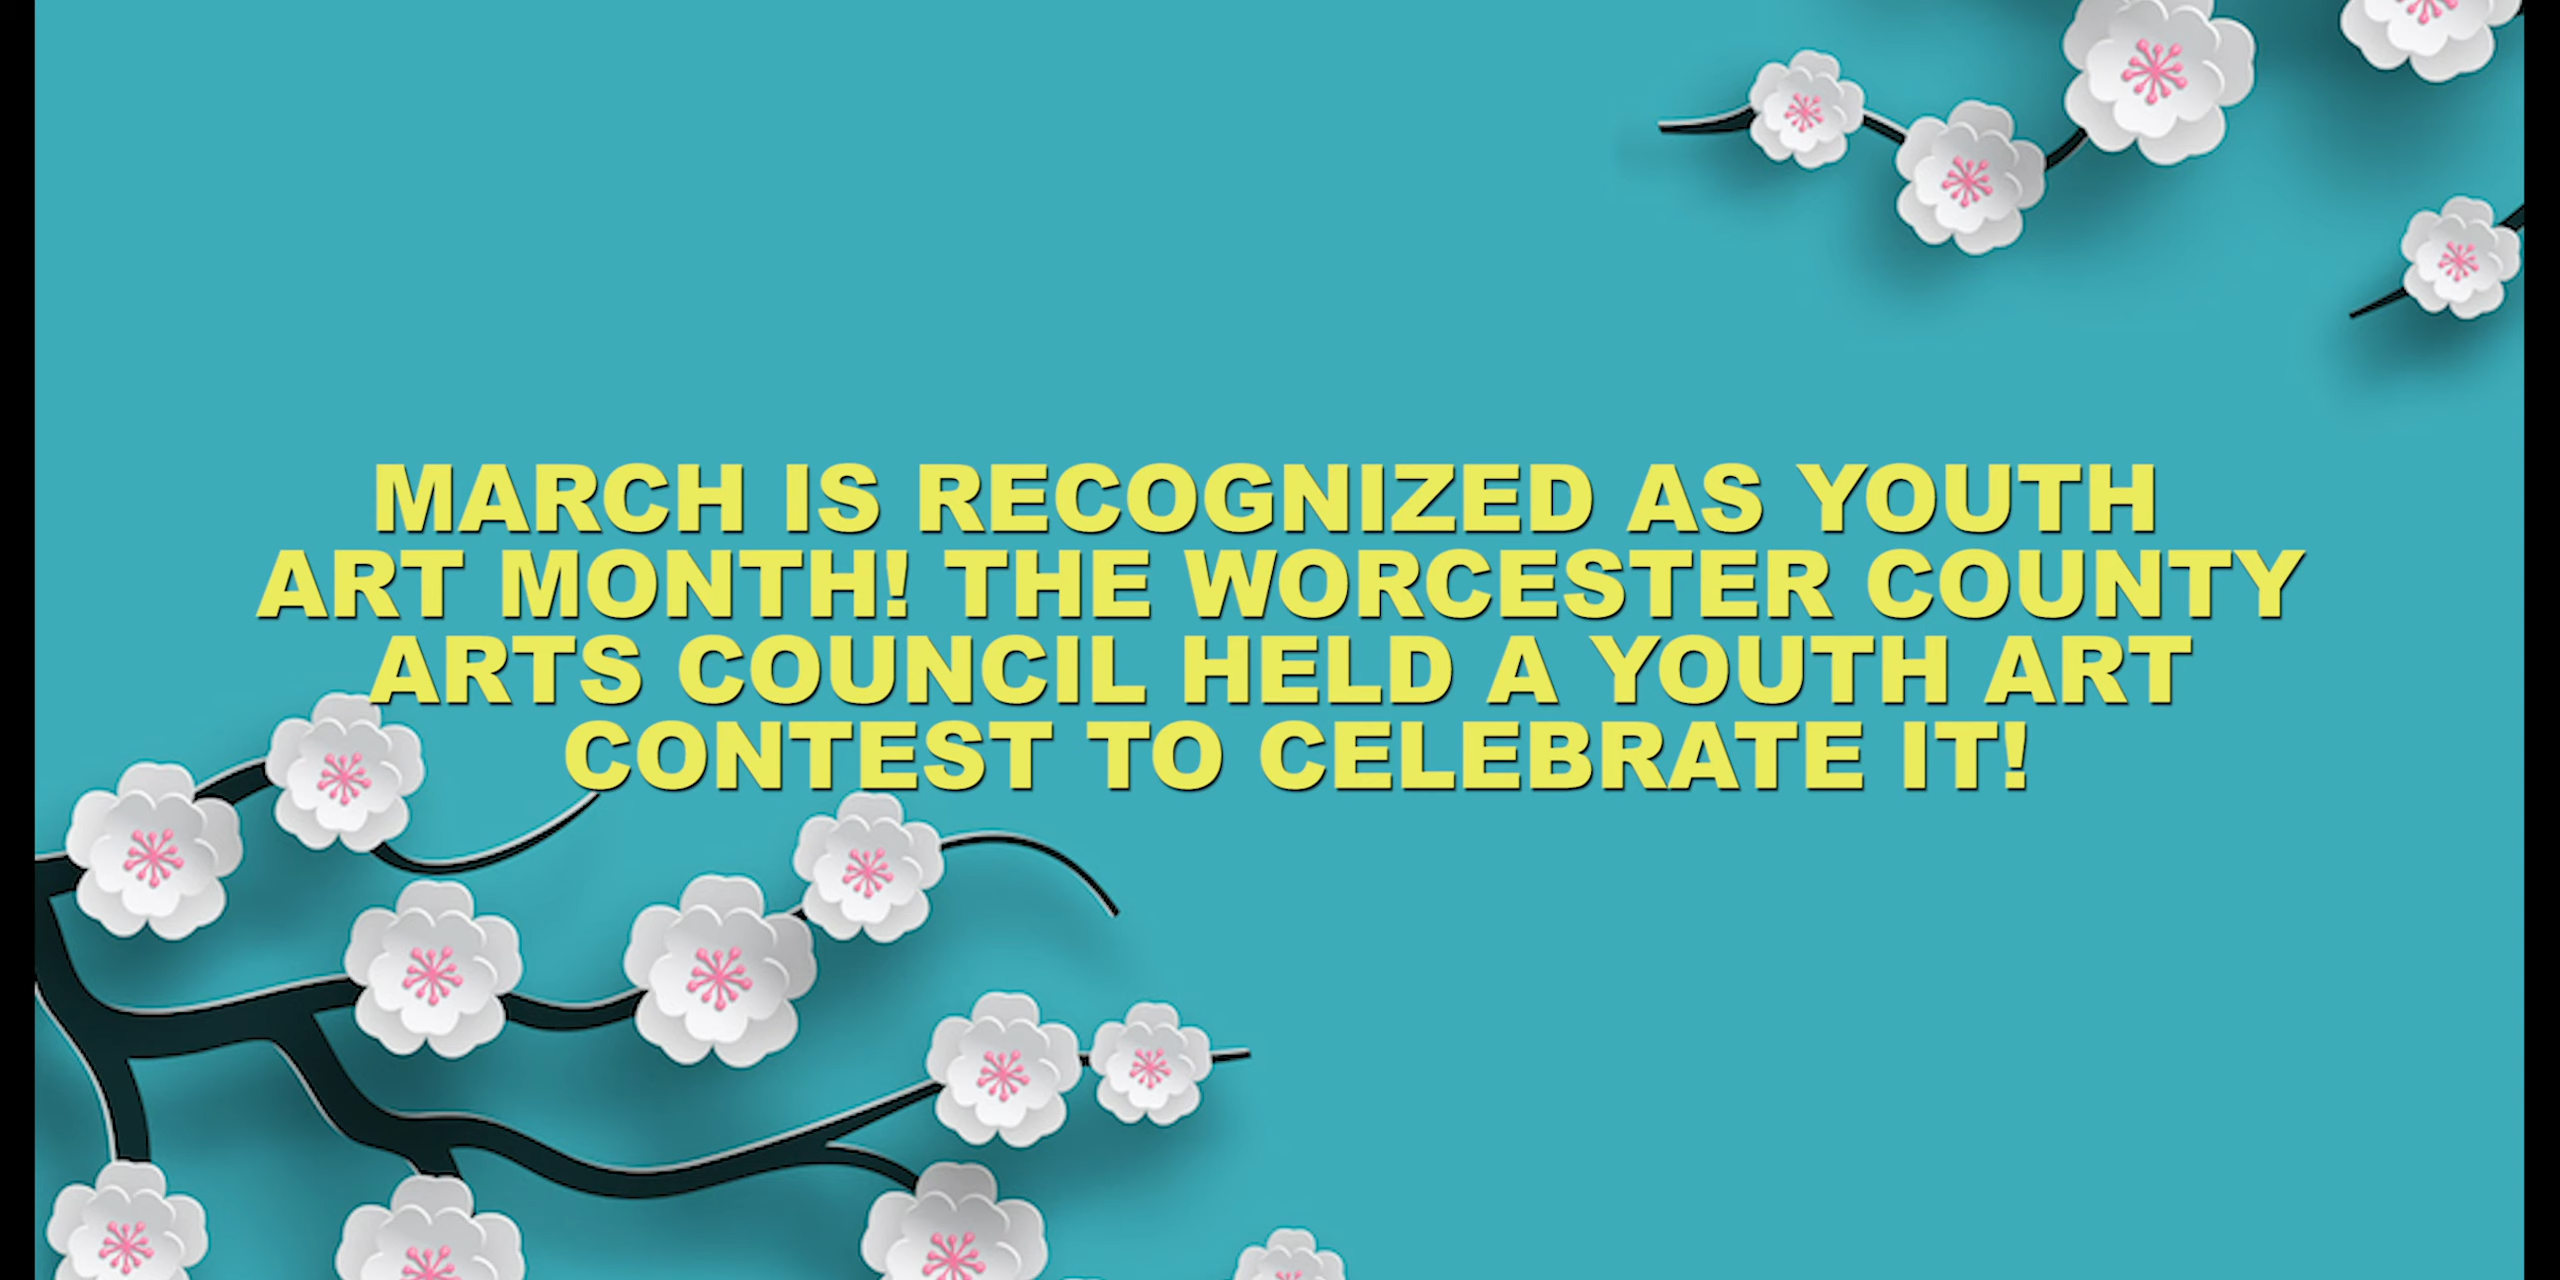 MARCH IS RECOGNIZED AS YOUTH
ART MONTH! THE WORCESTER COUNTY
ARTS COUNCIL HELD A YOUTH ART
CONTEST TO CELEBRATE IT!